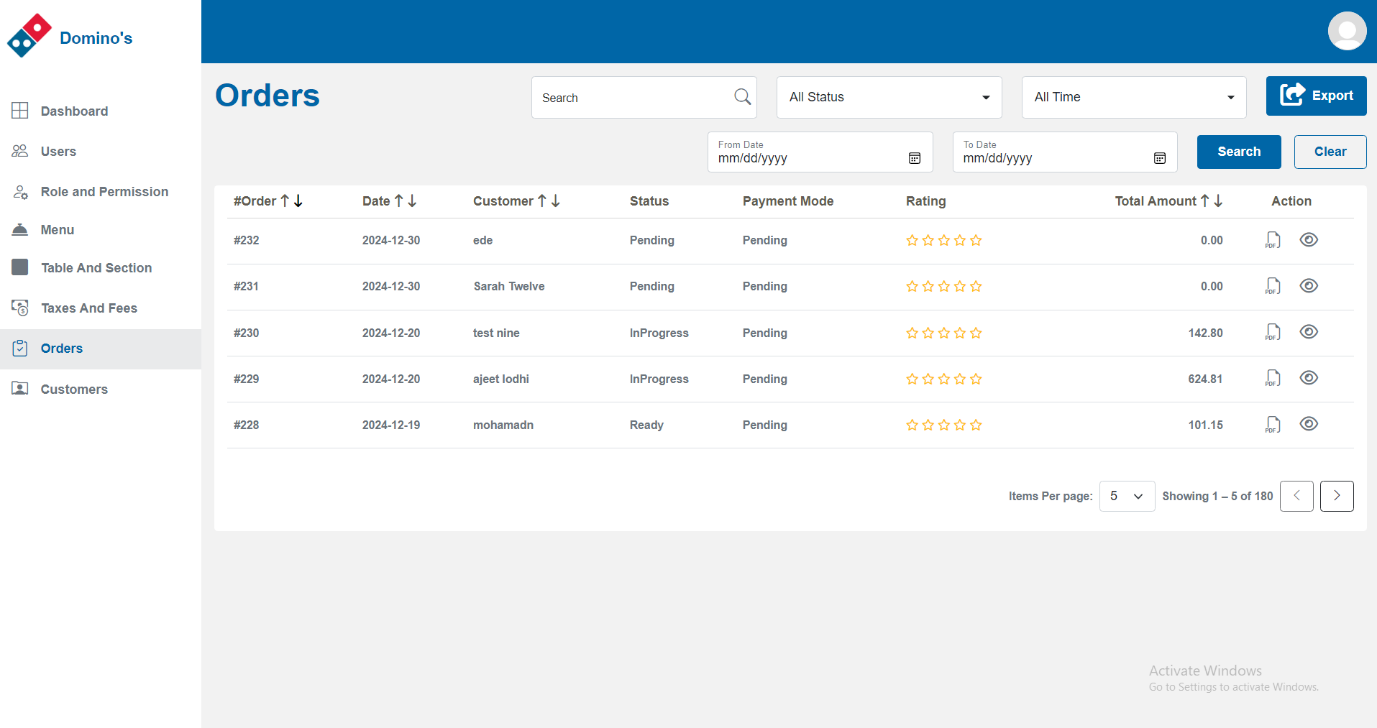 Domino's
Dashboard
Users
Role and Permission
Menu
Table And Section
Taxes And Fees
Orders
Customers
Orders
Search
All Status
All Time
Export
From Date
mm/dd/yyyy
To Date
mm/dd/yyyy
Search
Clear
#Order Date Customer Status Payment Mode Rating Total Amount Action
#232 2024-12-30 ede Pending Pending 0.00 PDF
#231 2024-12-30 Sarah Twelve Pending Pending 0.00 PDF
#230 2024-12-20 test nine InProgress Pending 142.80 PDF
#229 2024-12-20 ajeet lodhi InProgress Pending 624.81 PDF
#228 2024-12-19 mohamadn Ready Pending 101.15 PDF
Items Per page: 5 Showing 1 – 5 of 180
Activate Windows
Go to Settings to activate Windows.